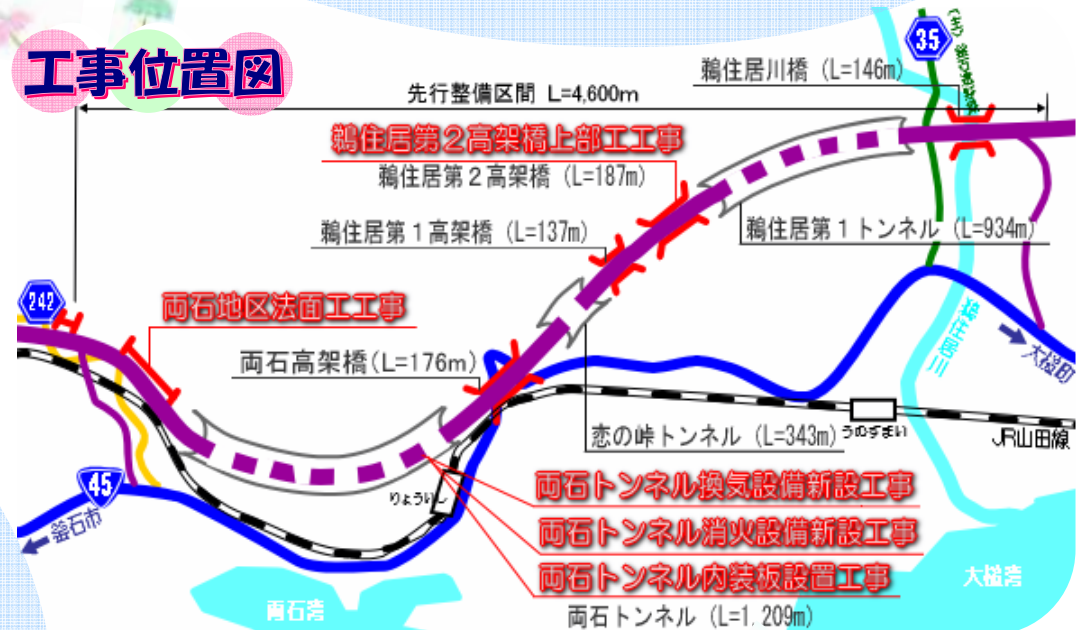 工事位置図
35
鵜住居川橋 (L=146m)
先行整備区間 L=4,600m
鵜住居第2高架橋上部工工事
鵜住居第2高架橋 (L=187m)
鵜住居第1高架橋 (L=137m)
鵜住居第1トンネル (L=934m)
242
両石地区法面工工事
両石高架橋(L=176m)
鵜住居川
大槌町
恋の峠トンネル (L=343m)
うのすまい
JR山田線
45
釜石市
りょういし
両石トンネル換気設備新設工事
両石トンネル消火設備新設工事
両石トンネル内装板設置工事
両石トンネル (L=1,209m)
両石湾
大槌湾